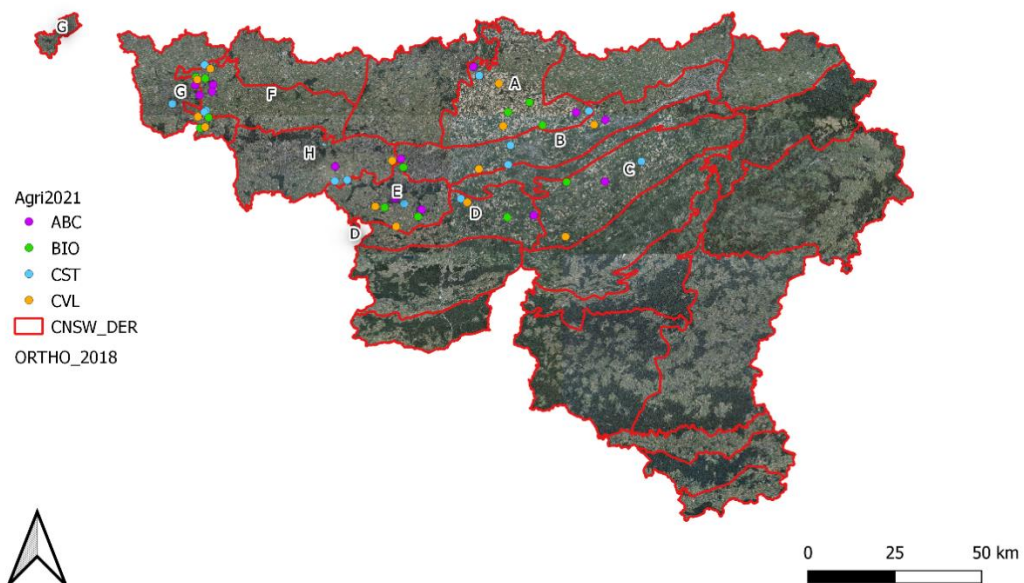 G
A
G
F
B
H
C
E
D
D
Agri2021
ABC
BIO
CST
CVL
CNSW_DER
ORTHO_2018
0 25 50 km